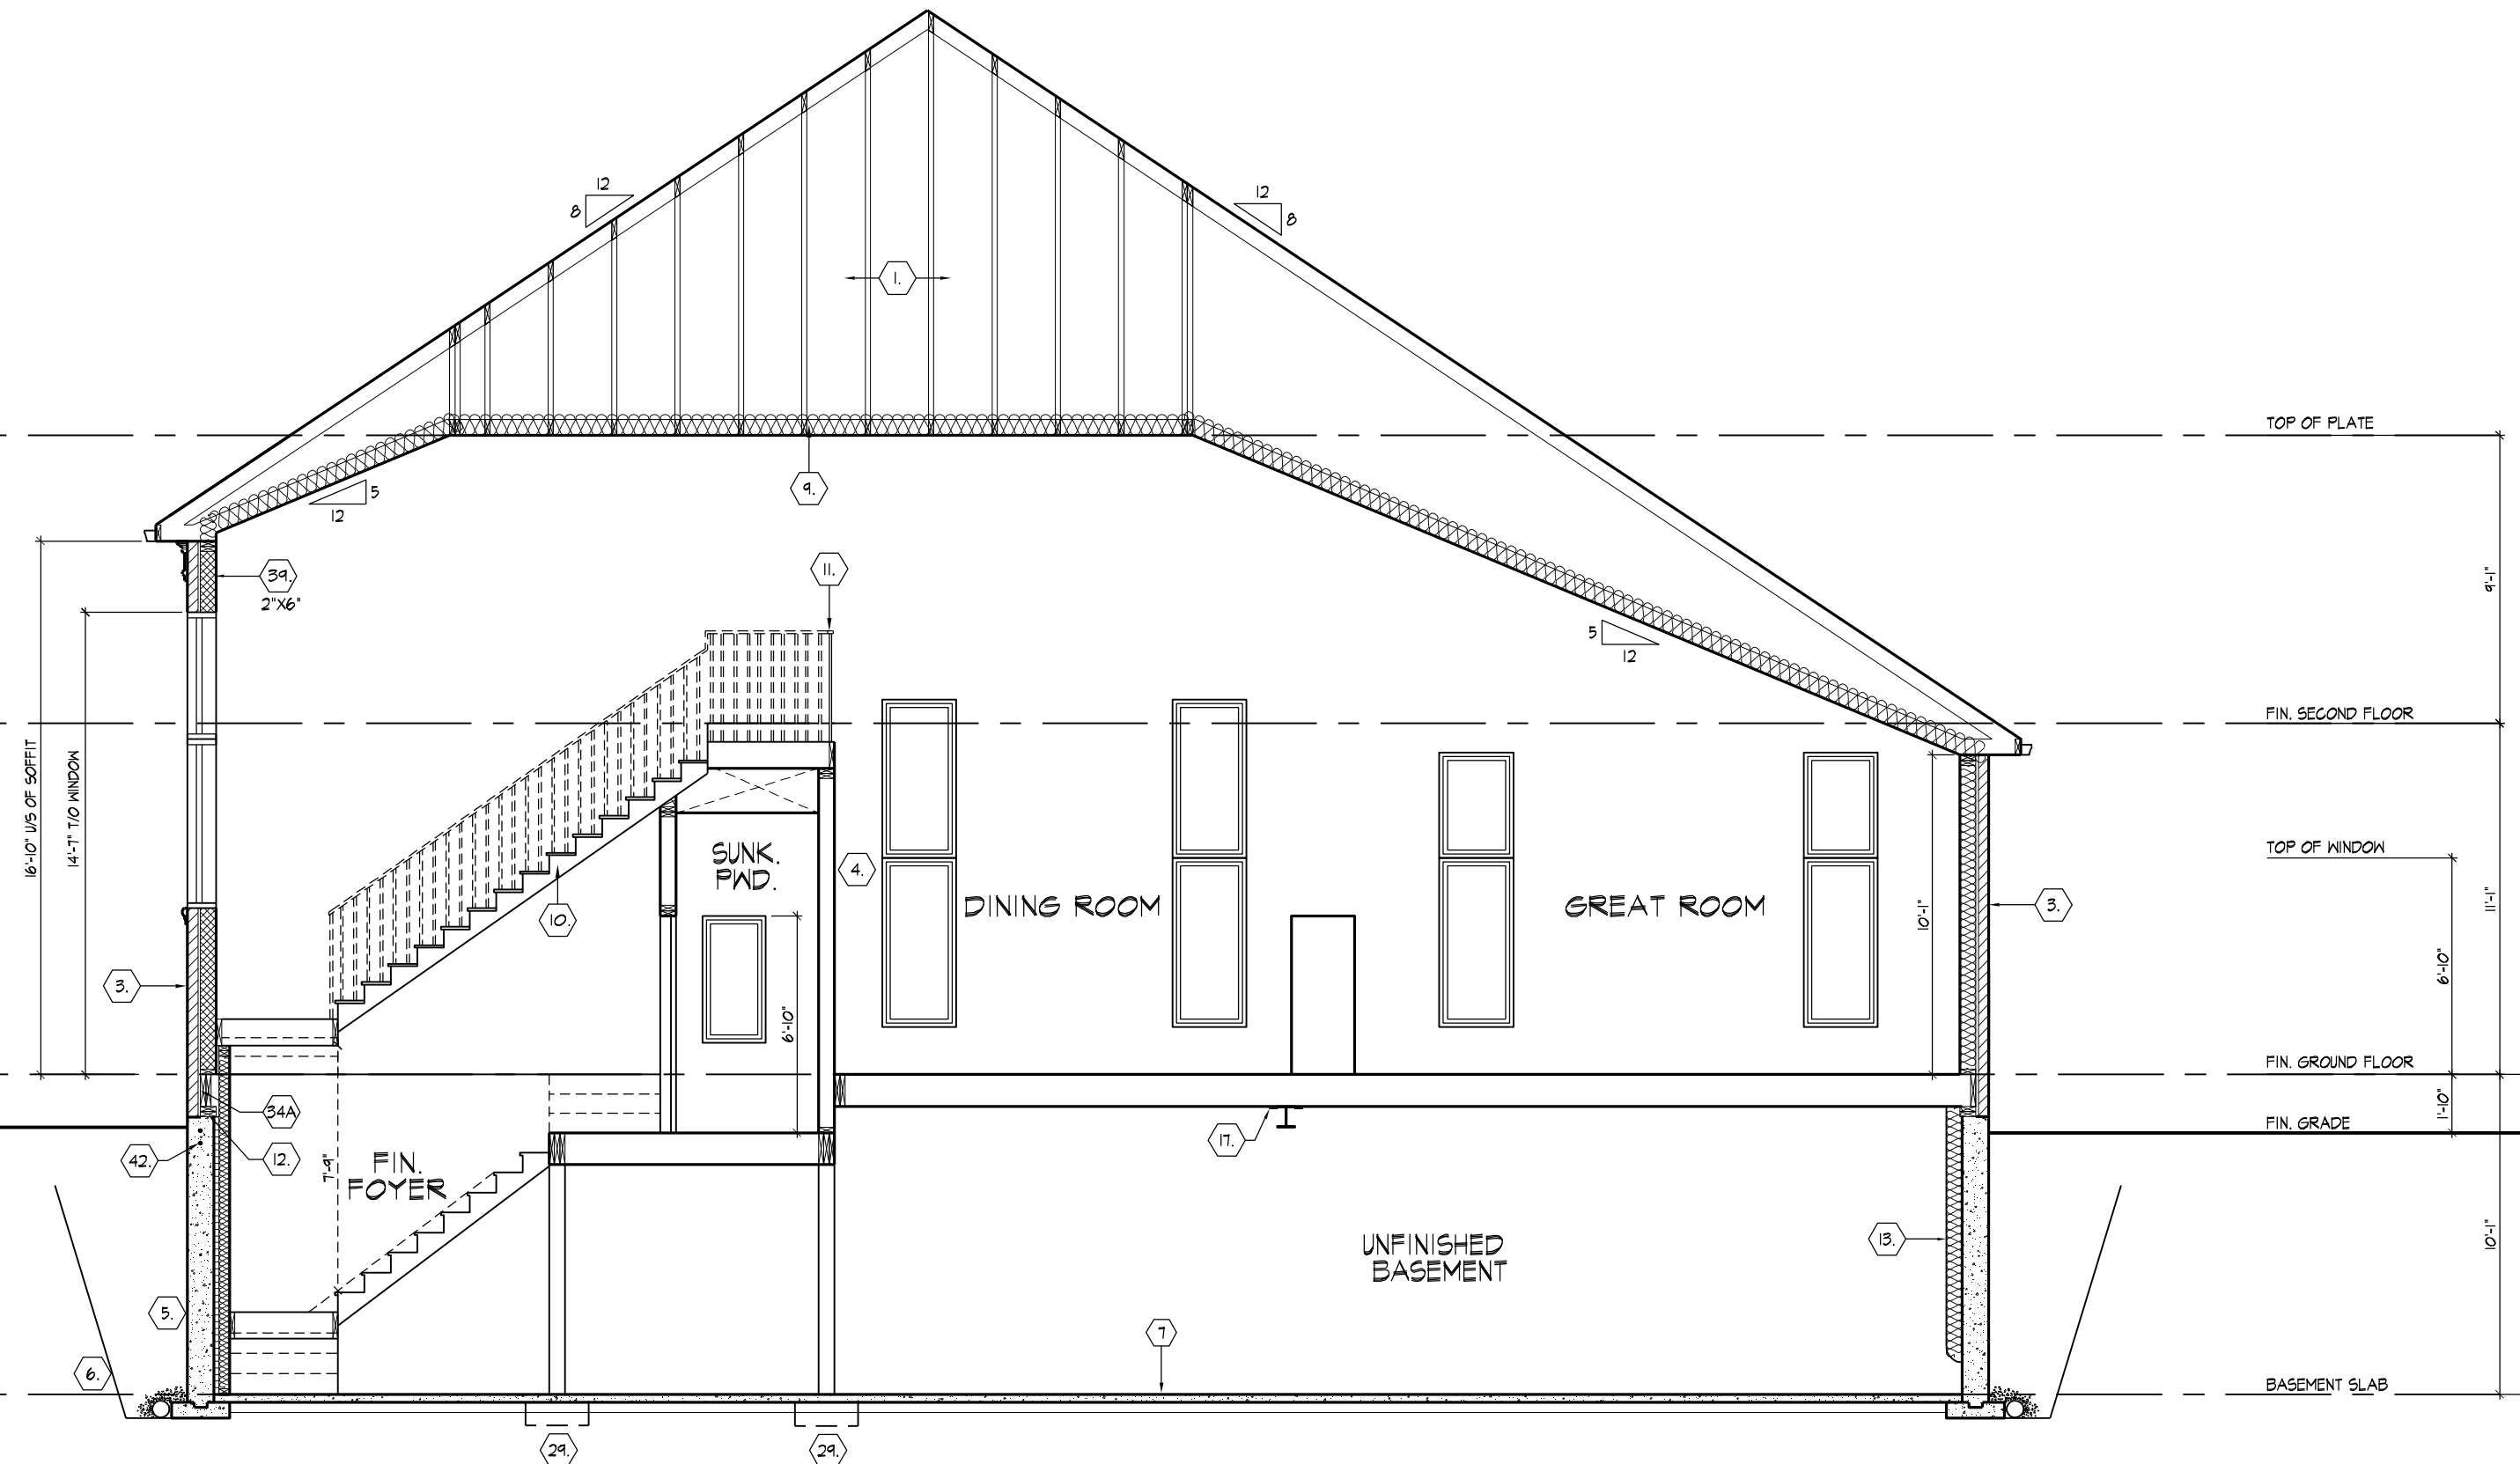 12
8
12
8
1.
TOP OF PLATE
9.
5
12
39.
2"X6"
11.
9'-1"
5
12
FIN. SECOND FLOOR
16'-10" U/S OF SOFFIT
14'-7" T/O WINDOW
TOP OF WINDOW
SUNK.
PWD.
4.
DINING ROOM
GREAT ROOM
10'-1"
3.
11'-1"
10.
6'-10"
3.
6'-10"
FIN. GROUND FLOOR
34A
1'-10"
FIN. GRADE
17.
42.
12.
7'-9"
FIN.
FOYER
UNFINISHED
BASEMENT
13.
10'-1"
5.
7
6.
BASEMENT SLAB
29.
29.